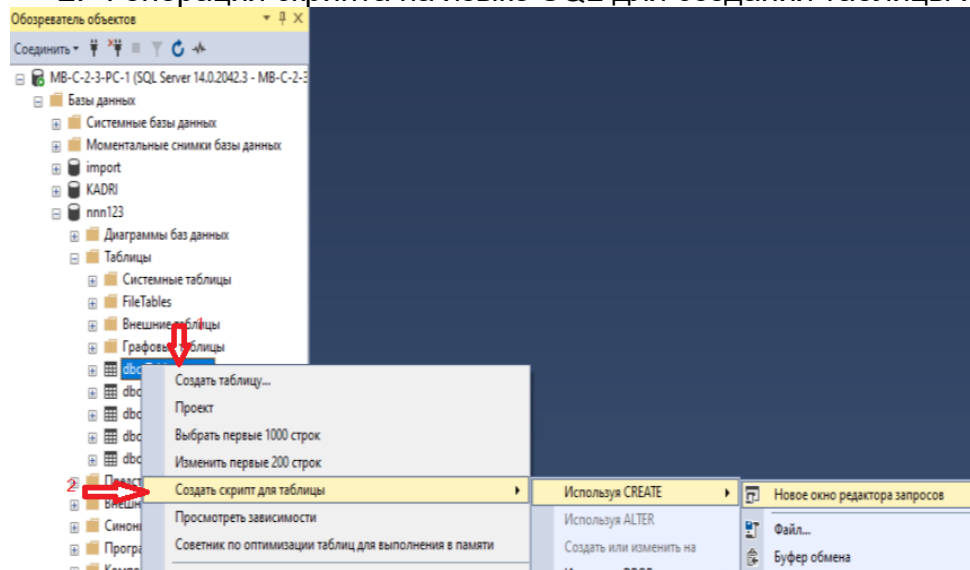 Обозреватель объектов
Соединить
MB-C-2-3-PC-1 (SQL Server 14.0.2042.3 - MB-C-2-3
Базы данных
Системные базы данных
Моментальные снимки базы данных
import
KADRI
nnn123
Диаграммы баз данных
Таблицы
Системные таблицы
FileTables
Внешние таблицы
1
Графовые таблицы
dbo
Создать таблицу...
dbo
Проект
dbo
Выбрать первые 1000 строк
dbo
Изменить первые 200 строк
dbo
2
Создать скрипт для таблицы
Используя CREATE
Новое окно редактора запросов
Просмотреть зависимости
Используя ALTER
Файл...
Советник по оптимизации таблиц для выполнения в памяти
Создать или изменить на
Буфер обмена